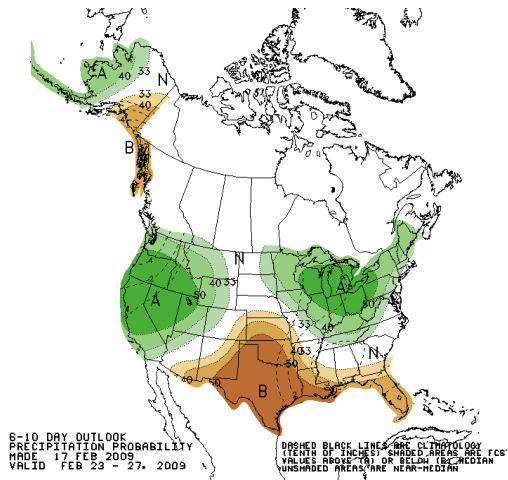 A
40 33
N
33
40
B
N
40 33
50
A
A
50
40
33
40 33
50
N
40
50
B
6-10 DAY OUTLOOK
PRECIPITATION PROBABILITY
MADE 17 FEB 2009
VALID FEB 23 - 27, 2009
DASHED BLACK LINES ARE CLIMATOLOGY
(TENTH OF INCHES) SHADED AREAS ARE FCST
VALUES ABOVE (A) OR BELOW (B) MEDIAN
UNSHADED AREAS ARE NEAR-MEDIAN